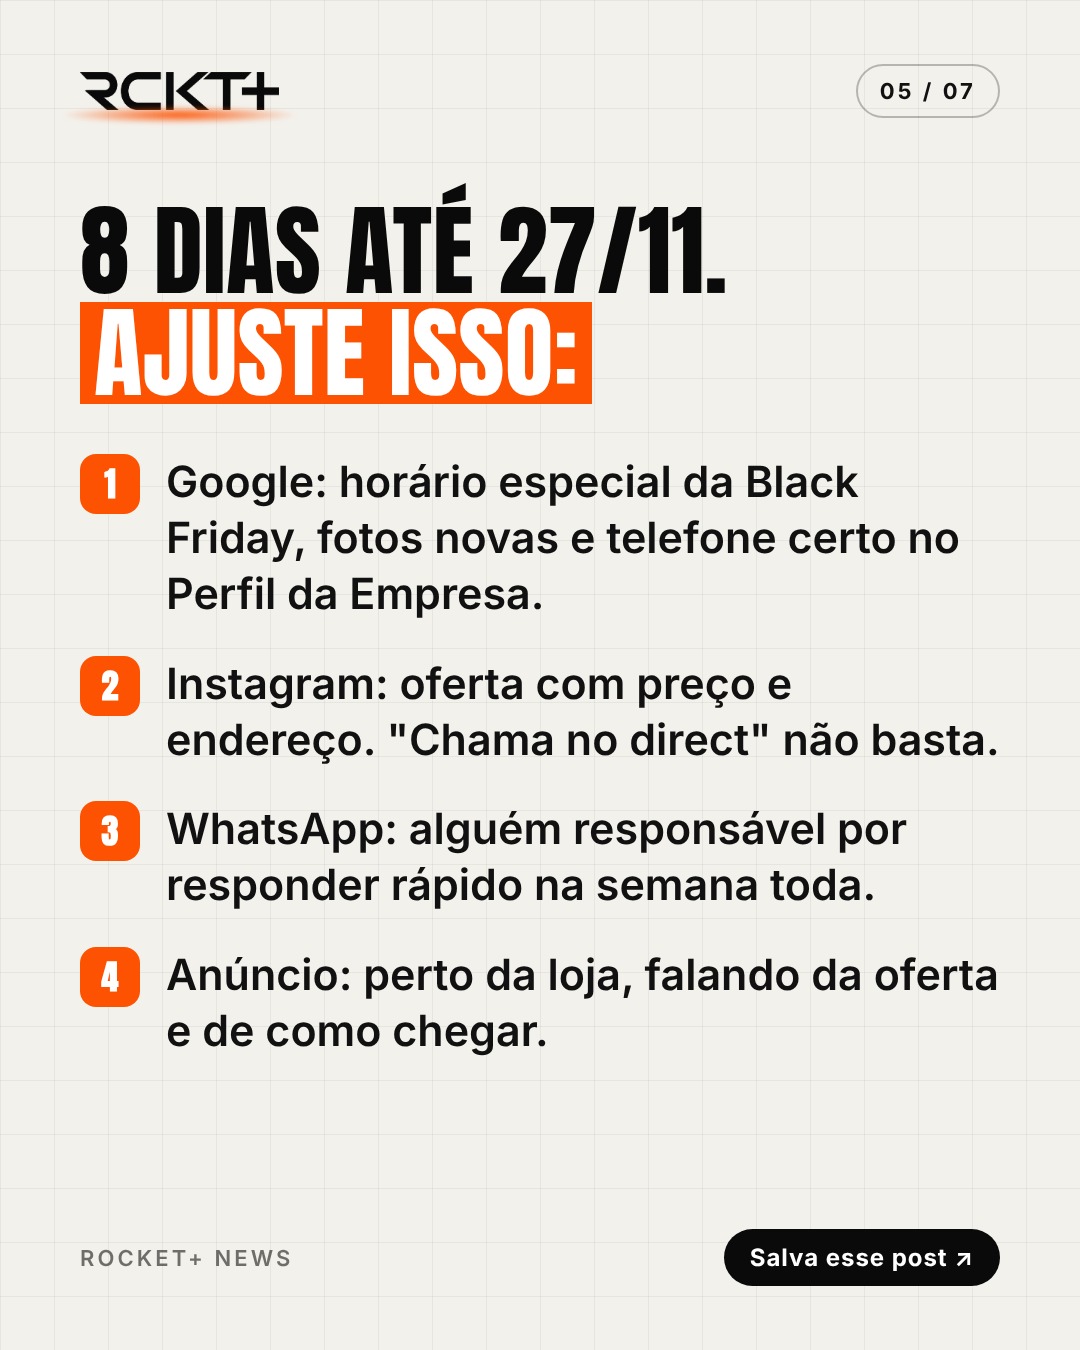 RCKT+
05 / 07
8 DIAS ATÉ 27/11.
AJUSTE ISSO:
1 Google: horário especial da Black
Friday, fotos novas e telefone certo no
Perfil da Empresa.
2 Instagram: oferta com preço e
endereço. "Chama no direct" não basta.
3 WhatsApp: alguém responsável por
responder rápido na semana toda.
4 Anúncio: perto da loja, falando da oferta
e de como chegar.
ROCKET+ NEWS
Salva esse post ↗